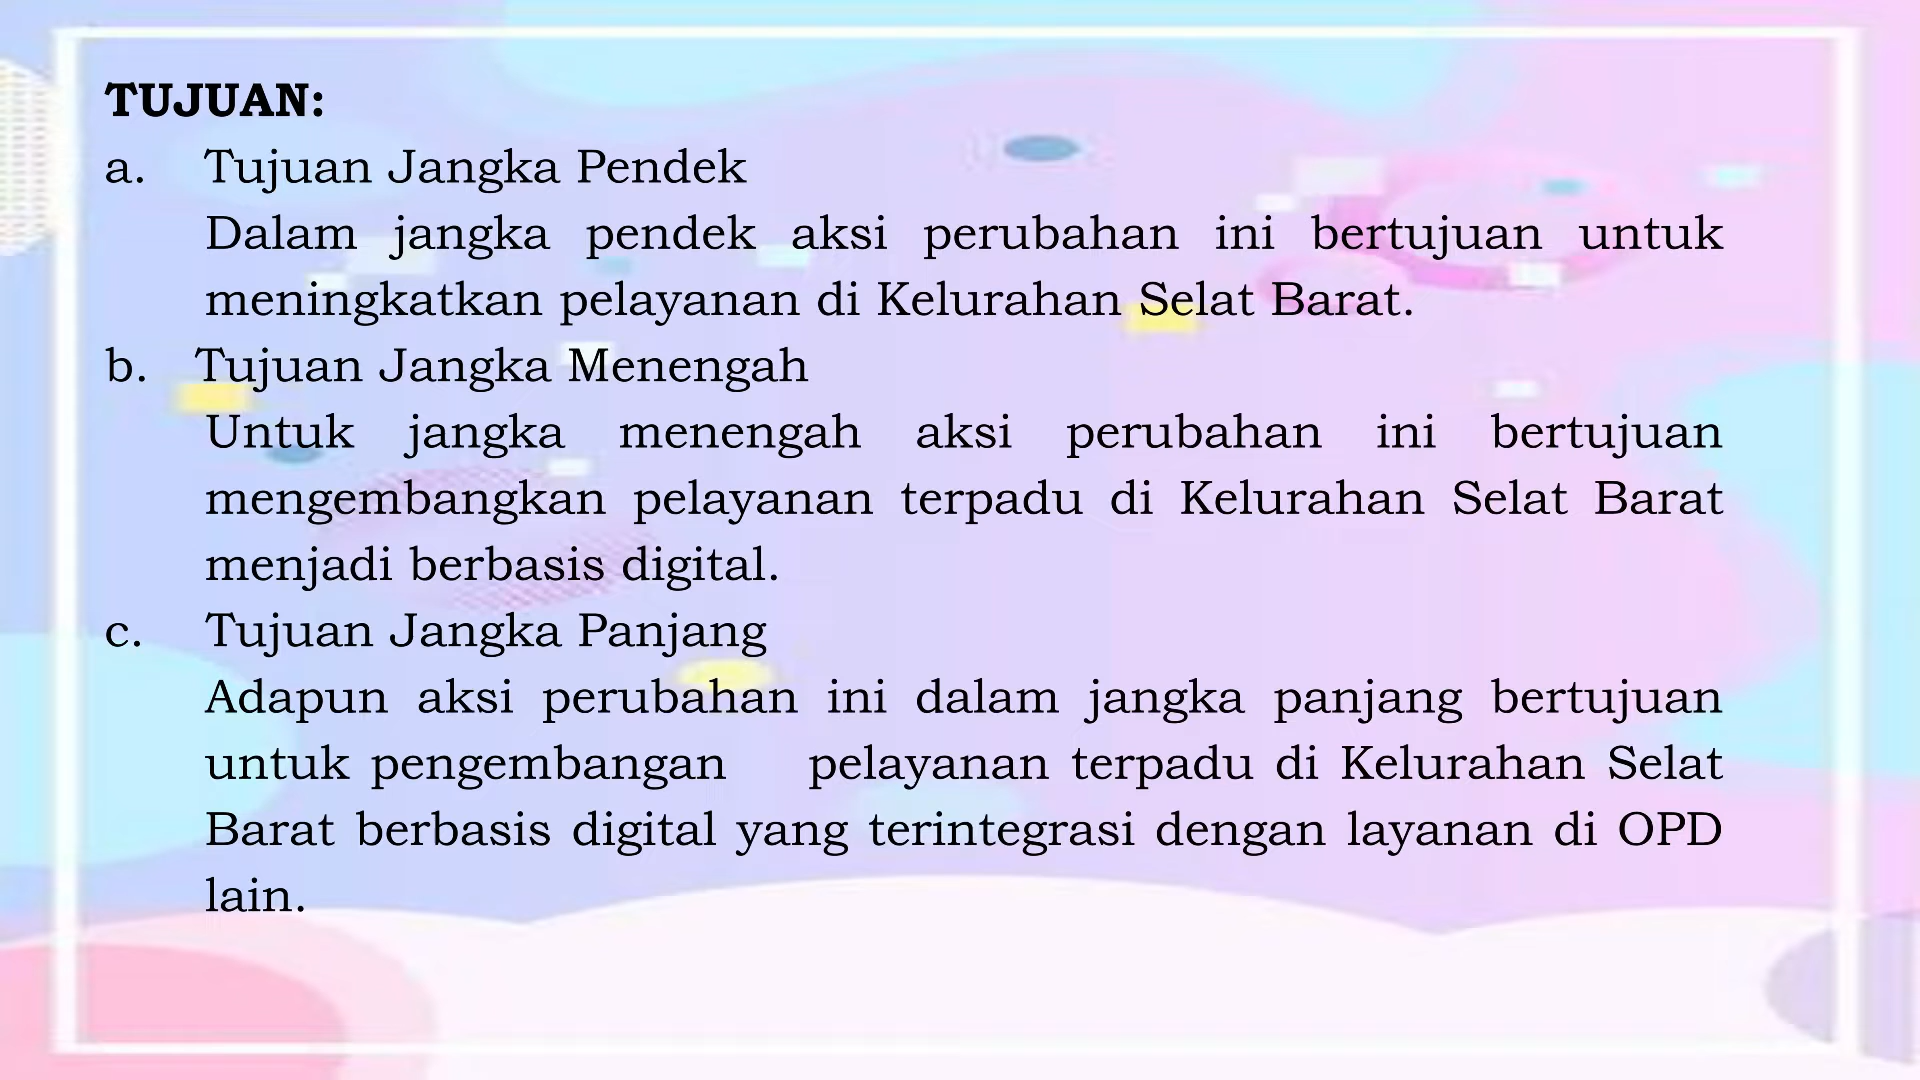 TUJUAN:
a. Tujuan Jangka Pendek
Dalam jangka pendek aksi perubahan ini bertujuan untuk
meningkatkan pelayanan di Kelurahan Selat Barat.
b. Tujuan Jangka Menengah
Untuk jangka menengah aksi perubahan ini bertujuan
mengembangkan pelayanan terpadu di Kelurahan Selat Barat
menjadi berbasis digital.
c. Tujuan Jangka Panjang
Adapun aksi perubahan ini dalam jangka panjang bertujuan
untuk pengembangan pelayanan terpadu di Kelurahan Selat
Barat berbasis digital yang terintegrasi dengan layanan di OPD
lain.